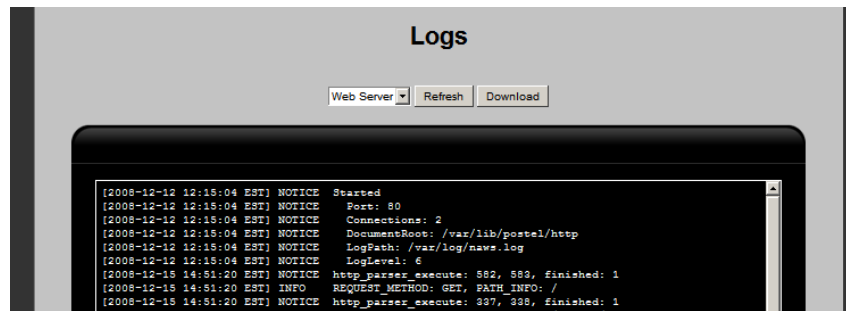 Logs
Web Server Refresh Download
[2008-12-12 12:15:04 EST] NOTICE  Started
[2008-12-12 12:15:04 EST] NOTICE    Port: 80
[2008-12-12 12:15:04 EST] NOTICE    Connections: 2
[2008-12-12 12:15:04 EST] NOTICE    DocumentRoot: /var/lib/postel/http
[2008-12-12 12:15:04 EST] NOTICE    LogPath: /var/log/naws.log
[2008-12-12 12:15:04 EST] NOTICE    LogLevel: 6
[2008-12-15 14:51:20 EST] NOTICE  http_parser_execute: 582, 583, finished: 1
[2008-12-15 14:51:20 EST] INFO    REQUEST_METHOD: GET, PATH_INFO: /
[2008-12-15 14:51:20 EST] NOTICE  http_parser_execute: 337, 338, finished: 1